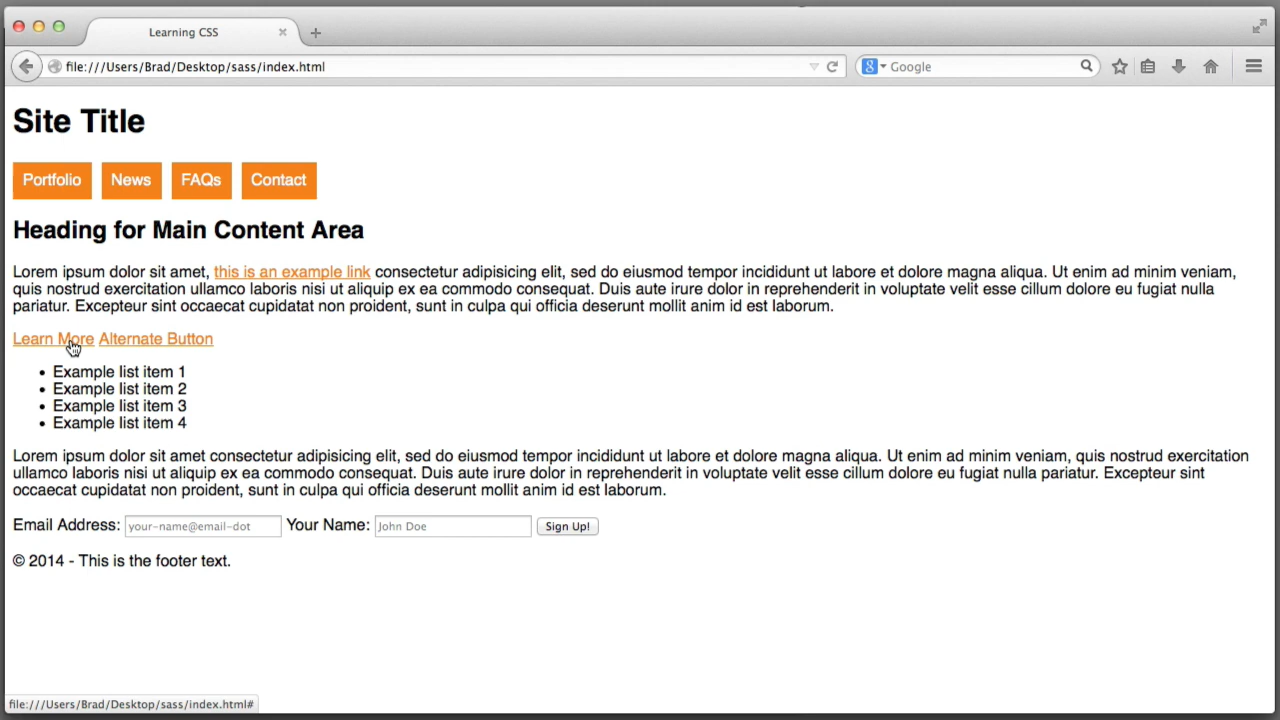 Learning CSS
file:///Users/Brad/Desktop/sass/index.html
Google
Site Title
Portfolio News FAQs Contact
Heading for Main Content Area
Lorem ipsum dolor sit amet, this is an example link consectetur adipisicing elit, sed do eiusmod tempor incididunt ut labore et dolore magna aliqua. Ut enim ad minim veniam,
quis nostrud exercitation ullamco laboris nisi ut aliquip ex ea commodo consequat. Duis aute irure dolor in reprehenderit in voluptate velit esse cillum dolore eu fugiat nulla
pariatur. Excepteur sint occaecat cupidatat non proident, sunt in culpa qui officia deserunt mollit anim id est laborum.
Learn More Alternate Button
• Example list item 1
• Example list item 2
• Example list item 3
• Example list item 4
Lorem ipsum dolor sit amet consectetur adipisicing elit, sed do eiusmod tempor incididunt ut labore et dolore magna aliqua. Ut enim ad minim veniam, quis nostrud exercitation
ullamco laboris nisi ut aliquip ex ea commodo consequat. Duis aute irure dolor in reprehenderit in voluptate velit esse cillum dolore eu fugiat nulla pariatur. Excepteur sint
occaecat cupidatat non proident, sunt in culpa qui officia deserunt mollit anim id est laborum.
Email Address: your-name@email-dot Your Name: John Doe Sign Up!
© 2014 - This is the footer text.
file:///Users/Brad/Desktop/sass/index.html#